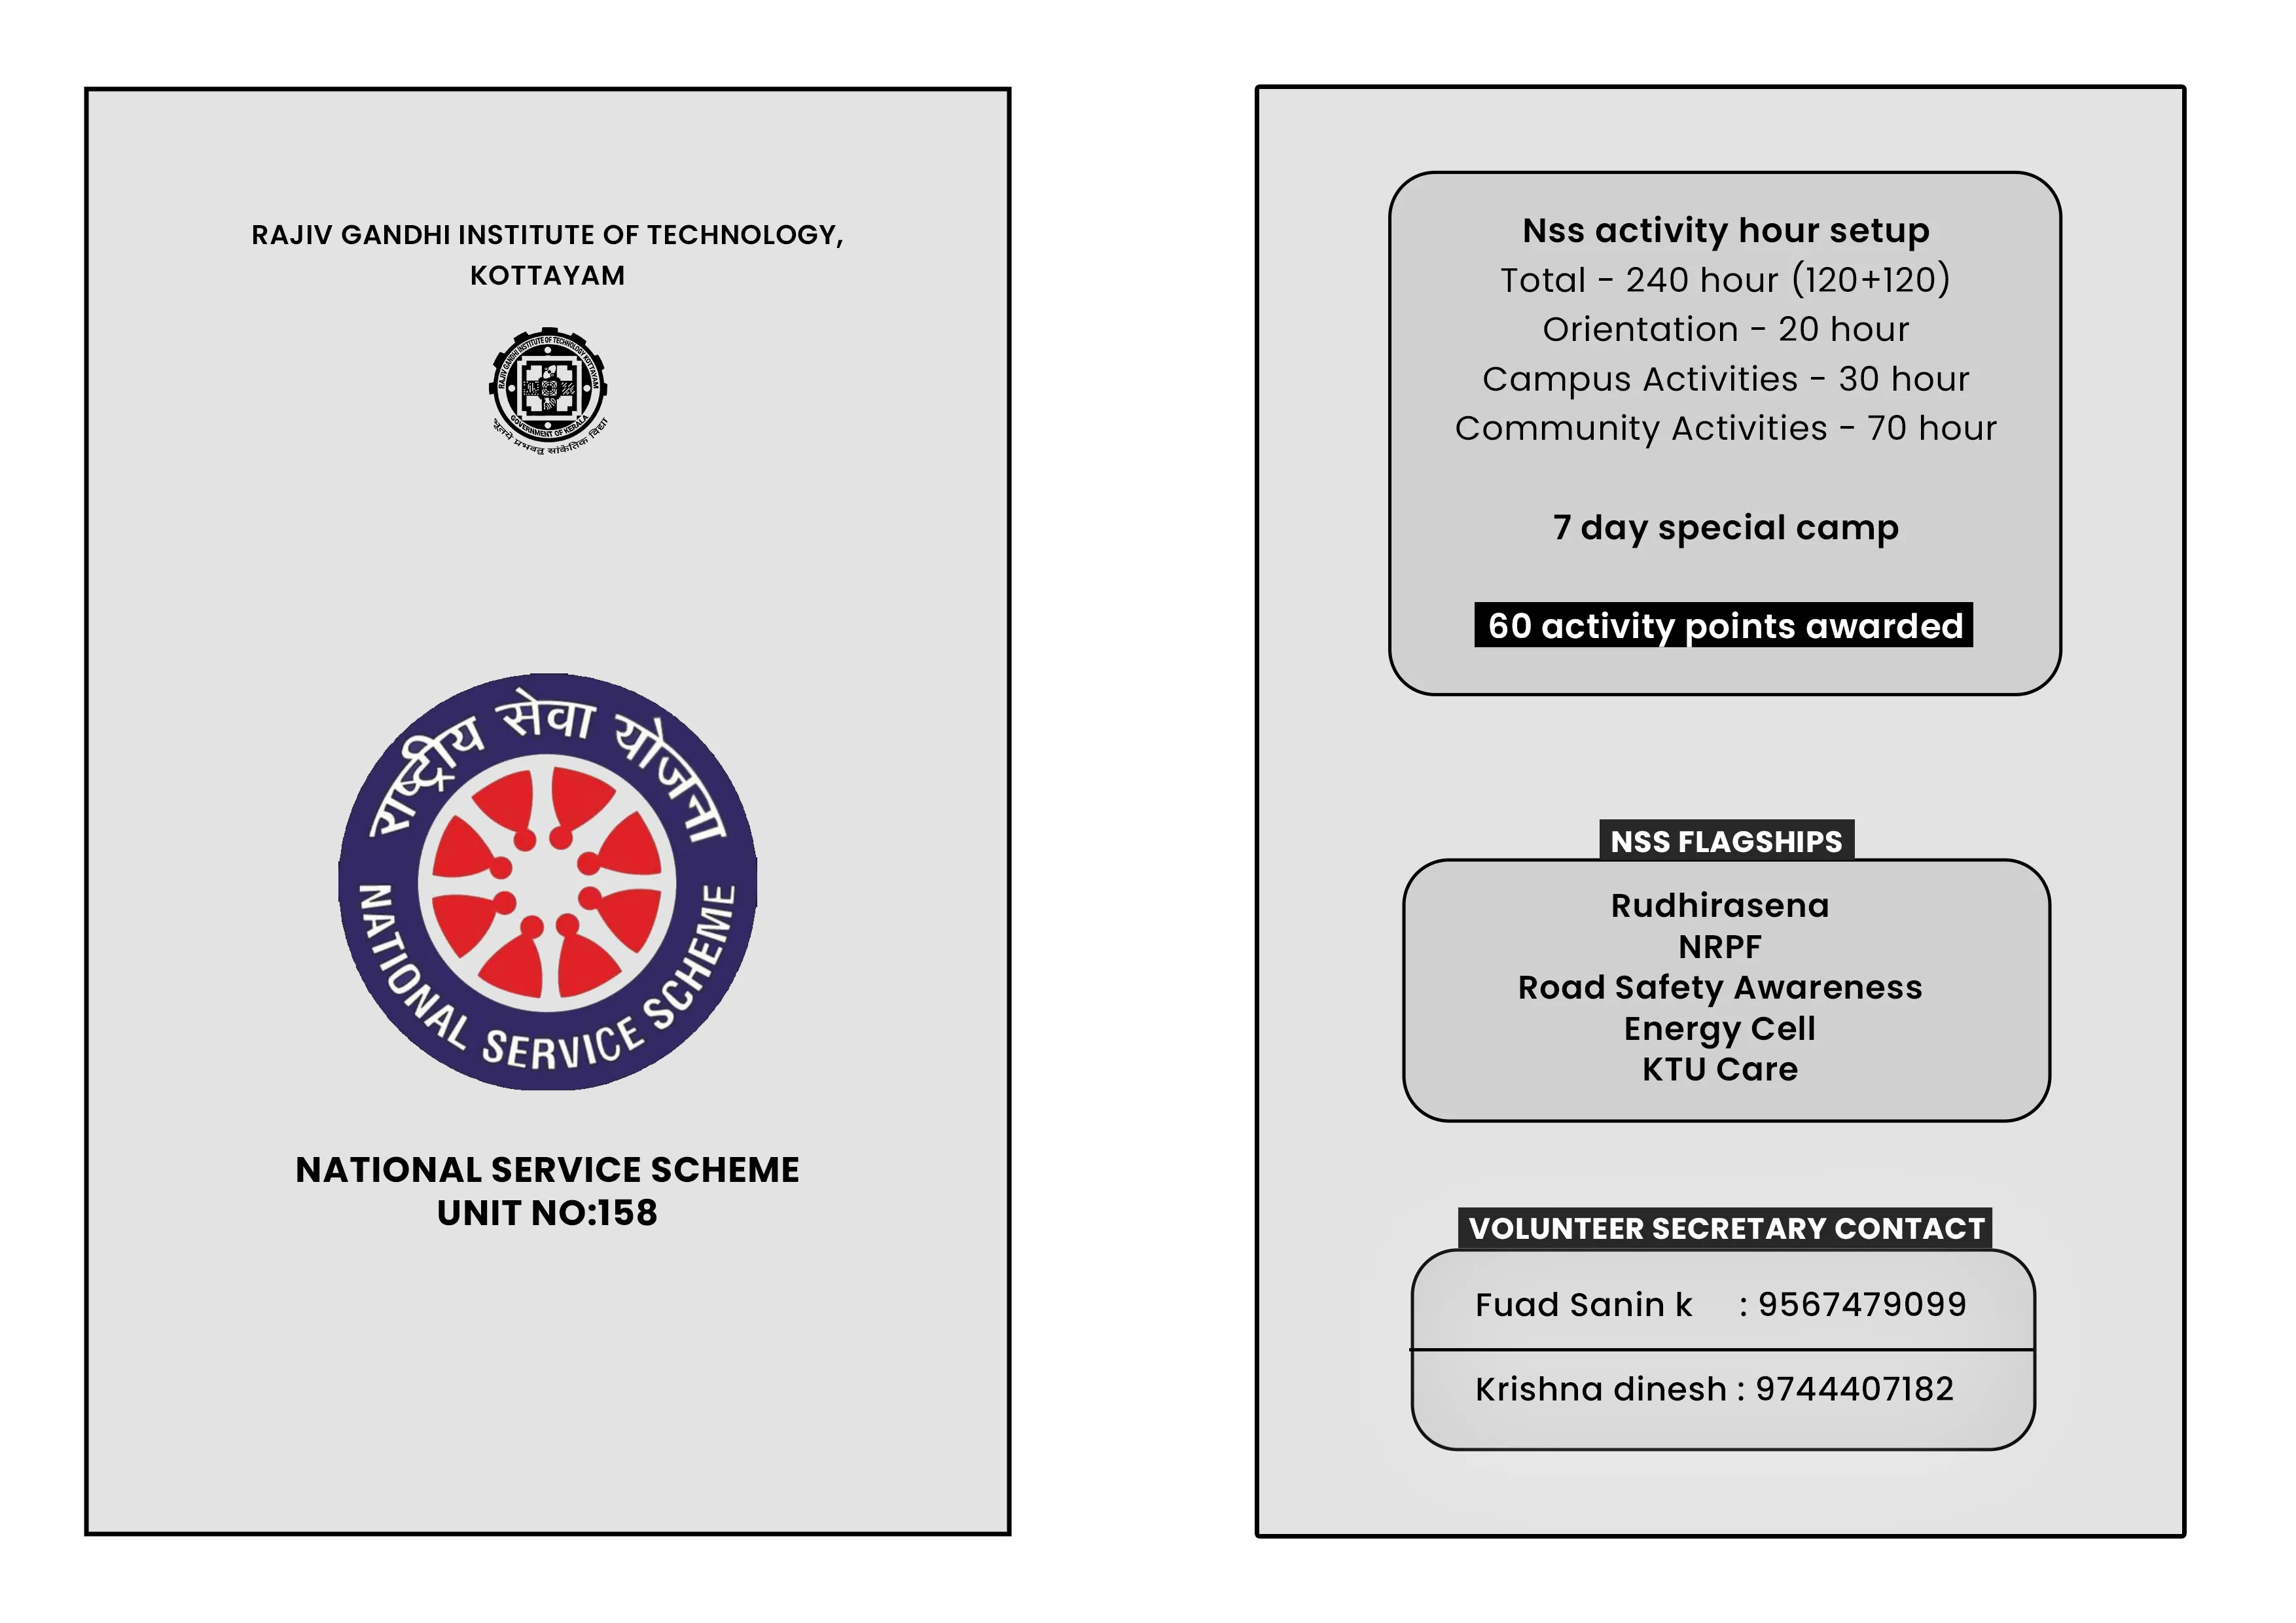 RAJIV GANDHI INSTITUTE OF TECHNOLOGY,
KOTTAYAM
RAJIV GANDHI INSTITUTE OF TECHNOLOGY KOTTAYAM
GOVERNMENT OF KERALA
भूतये प्रभवतु सांकेतिक विद्या
राष्ट्रीय सेवा योजना
NATIONAL SERVICE SCHEME
NATIONAL SERVICE SCHEME
UNIT NO:158
Nss activity hour setup
Total - 240 hour (120+120)
Orientation - 20 hour
Campus Activities - 30 hour
Community Activities - 70 hour
7 day special camp
60 activity points awarded
NSS FLAGSHIPS
Rudhirasena
NRPF
Road Safety Awareness
Energy Cell
KTU Care
VOLUNTEER SECRETARY CONTACT
Fuad Sanin k : 9567479099
Krishna dinesh : 9744407182